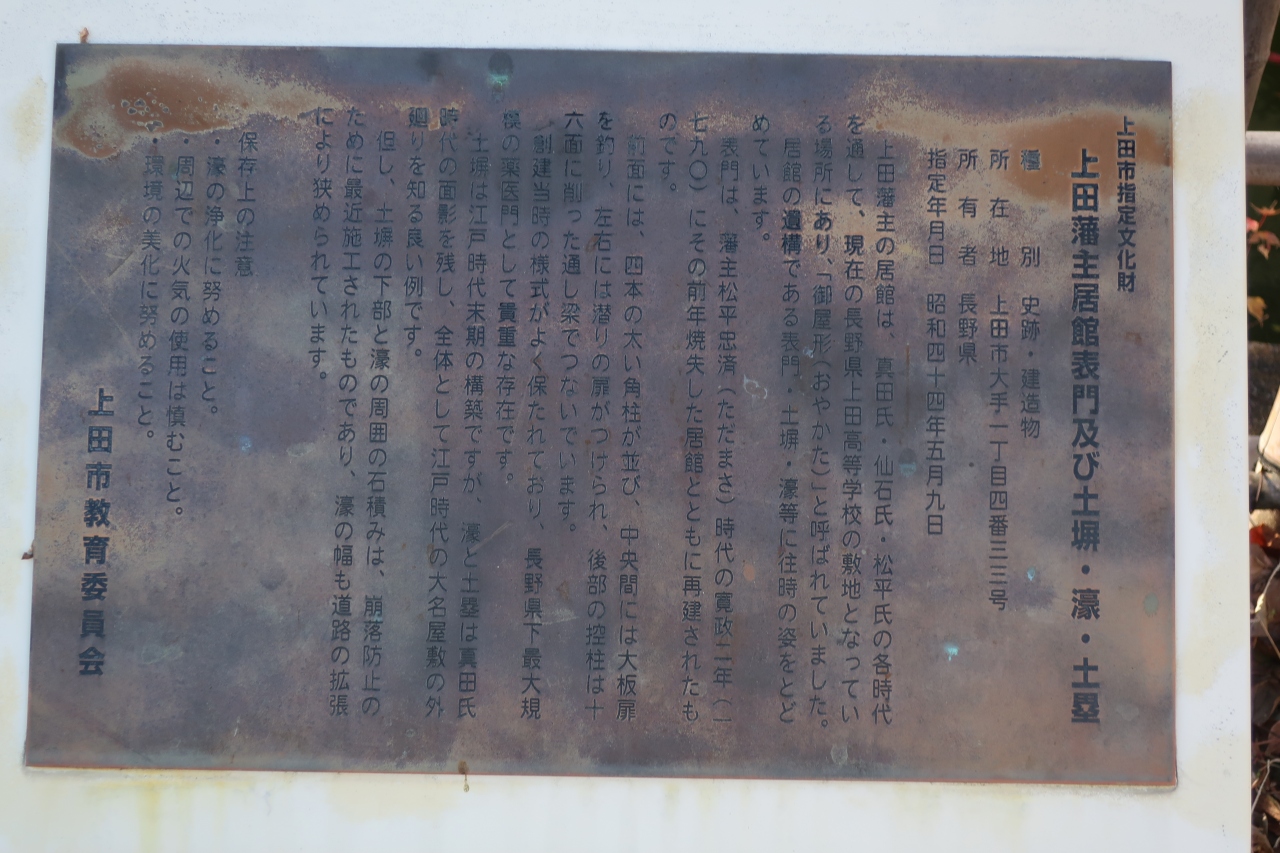 上田市指定文化財
上田藩主居館表門及び土塀・濠・土塁
種別　史跡・建造物
所在地　上田市大手一丁目四番三三号
所有者　長野県
指定年月日　昭和四十四年五月九日
上田藩主の居館は、真田氏・仙石氏・松平氏の各時代
を通して、現在の長野県上田高等学校の敷地となってい
る場所にあり、「御屋形（おやかた）」と呼ばれていました。
居館の遺構である表門・土塀・濠等に往時の姿をとど
めています。
表門は、藩主松平忠済（ただまさ）時代の寛政二年（一
七九〇）にその前年焼失した居館とともに再建されたも
のです。
前面には、四本の太い角柱が並び、中央間には大板扉
を釣り、左右には潜りの扉がつけられ、後部の控柱は十
六面に削った通し梁でつないでいます。
創建当時の様式がよく保たれており、長野県下最大規
模の薬医門として貴重な存在です。
土塀は江戸時代末期の構築ですが、濠と土塁は真田氏
時代の面影を残し、全体として江戸時代の大名屋敷の外
廻りを知る良い例です。
但し、土塀の下部と濠の周囲の石積みは、崩落防止の
ために最近施工されたものであり、濠の幅も道路の拡張
により狭められています。
保存上の注意
・濠の浄化に努めること。
・周辺での火気の使用は慎むこと。
・環境の美化に努めること。
上田市教育委員会